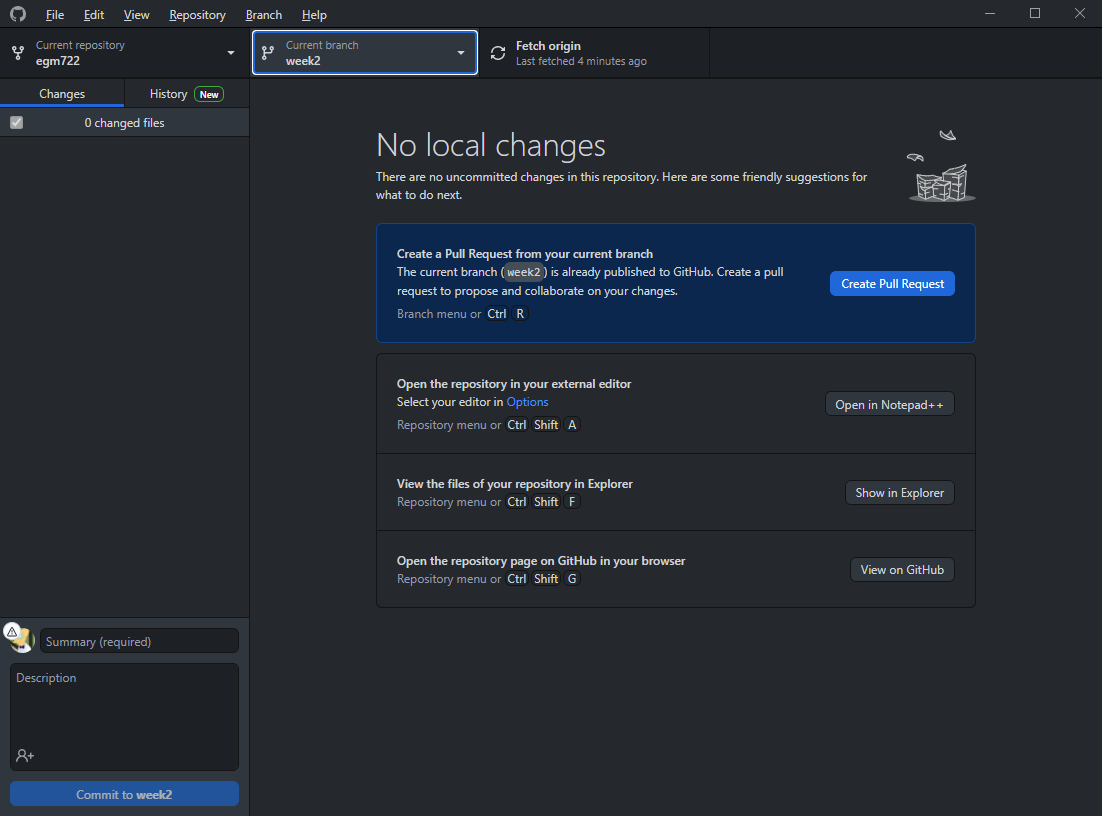 File Edit View Repository Branch Help
Current repository
egm722
Current branch
week2
Fetch origin
Last fetched 4 minutes ago
Changes
History New
0 changed files
No local changes
There are no uncommitted changes in this repository. Here are some friendly suggestions for
what to do next.
Create a Pull Request from your current branch
The current branch (week2) is already published to GitHub. Create a pull
request to propose and collaborate on your changes.
Branch menu or Ctrl R
Create Pull Request
Open the repository in your external editor
Select your editor in Options
Repository menu or Ctrl Shift A
Open in Notepad++
View the files of your repository in Explorer
Repository menu or Ctrl Shift F
Show in Explorer
Open the repository page on GitHub in your browser
Repository menu or Ctrl Shift G
View on GitHub
Summary (required)
Description
Commit to week2